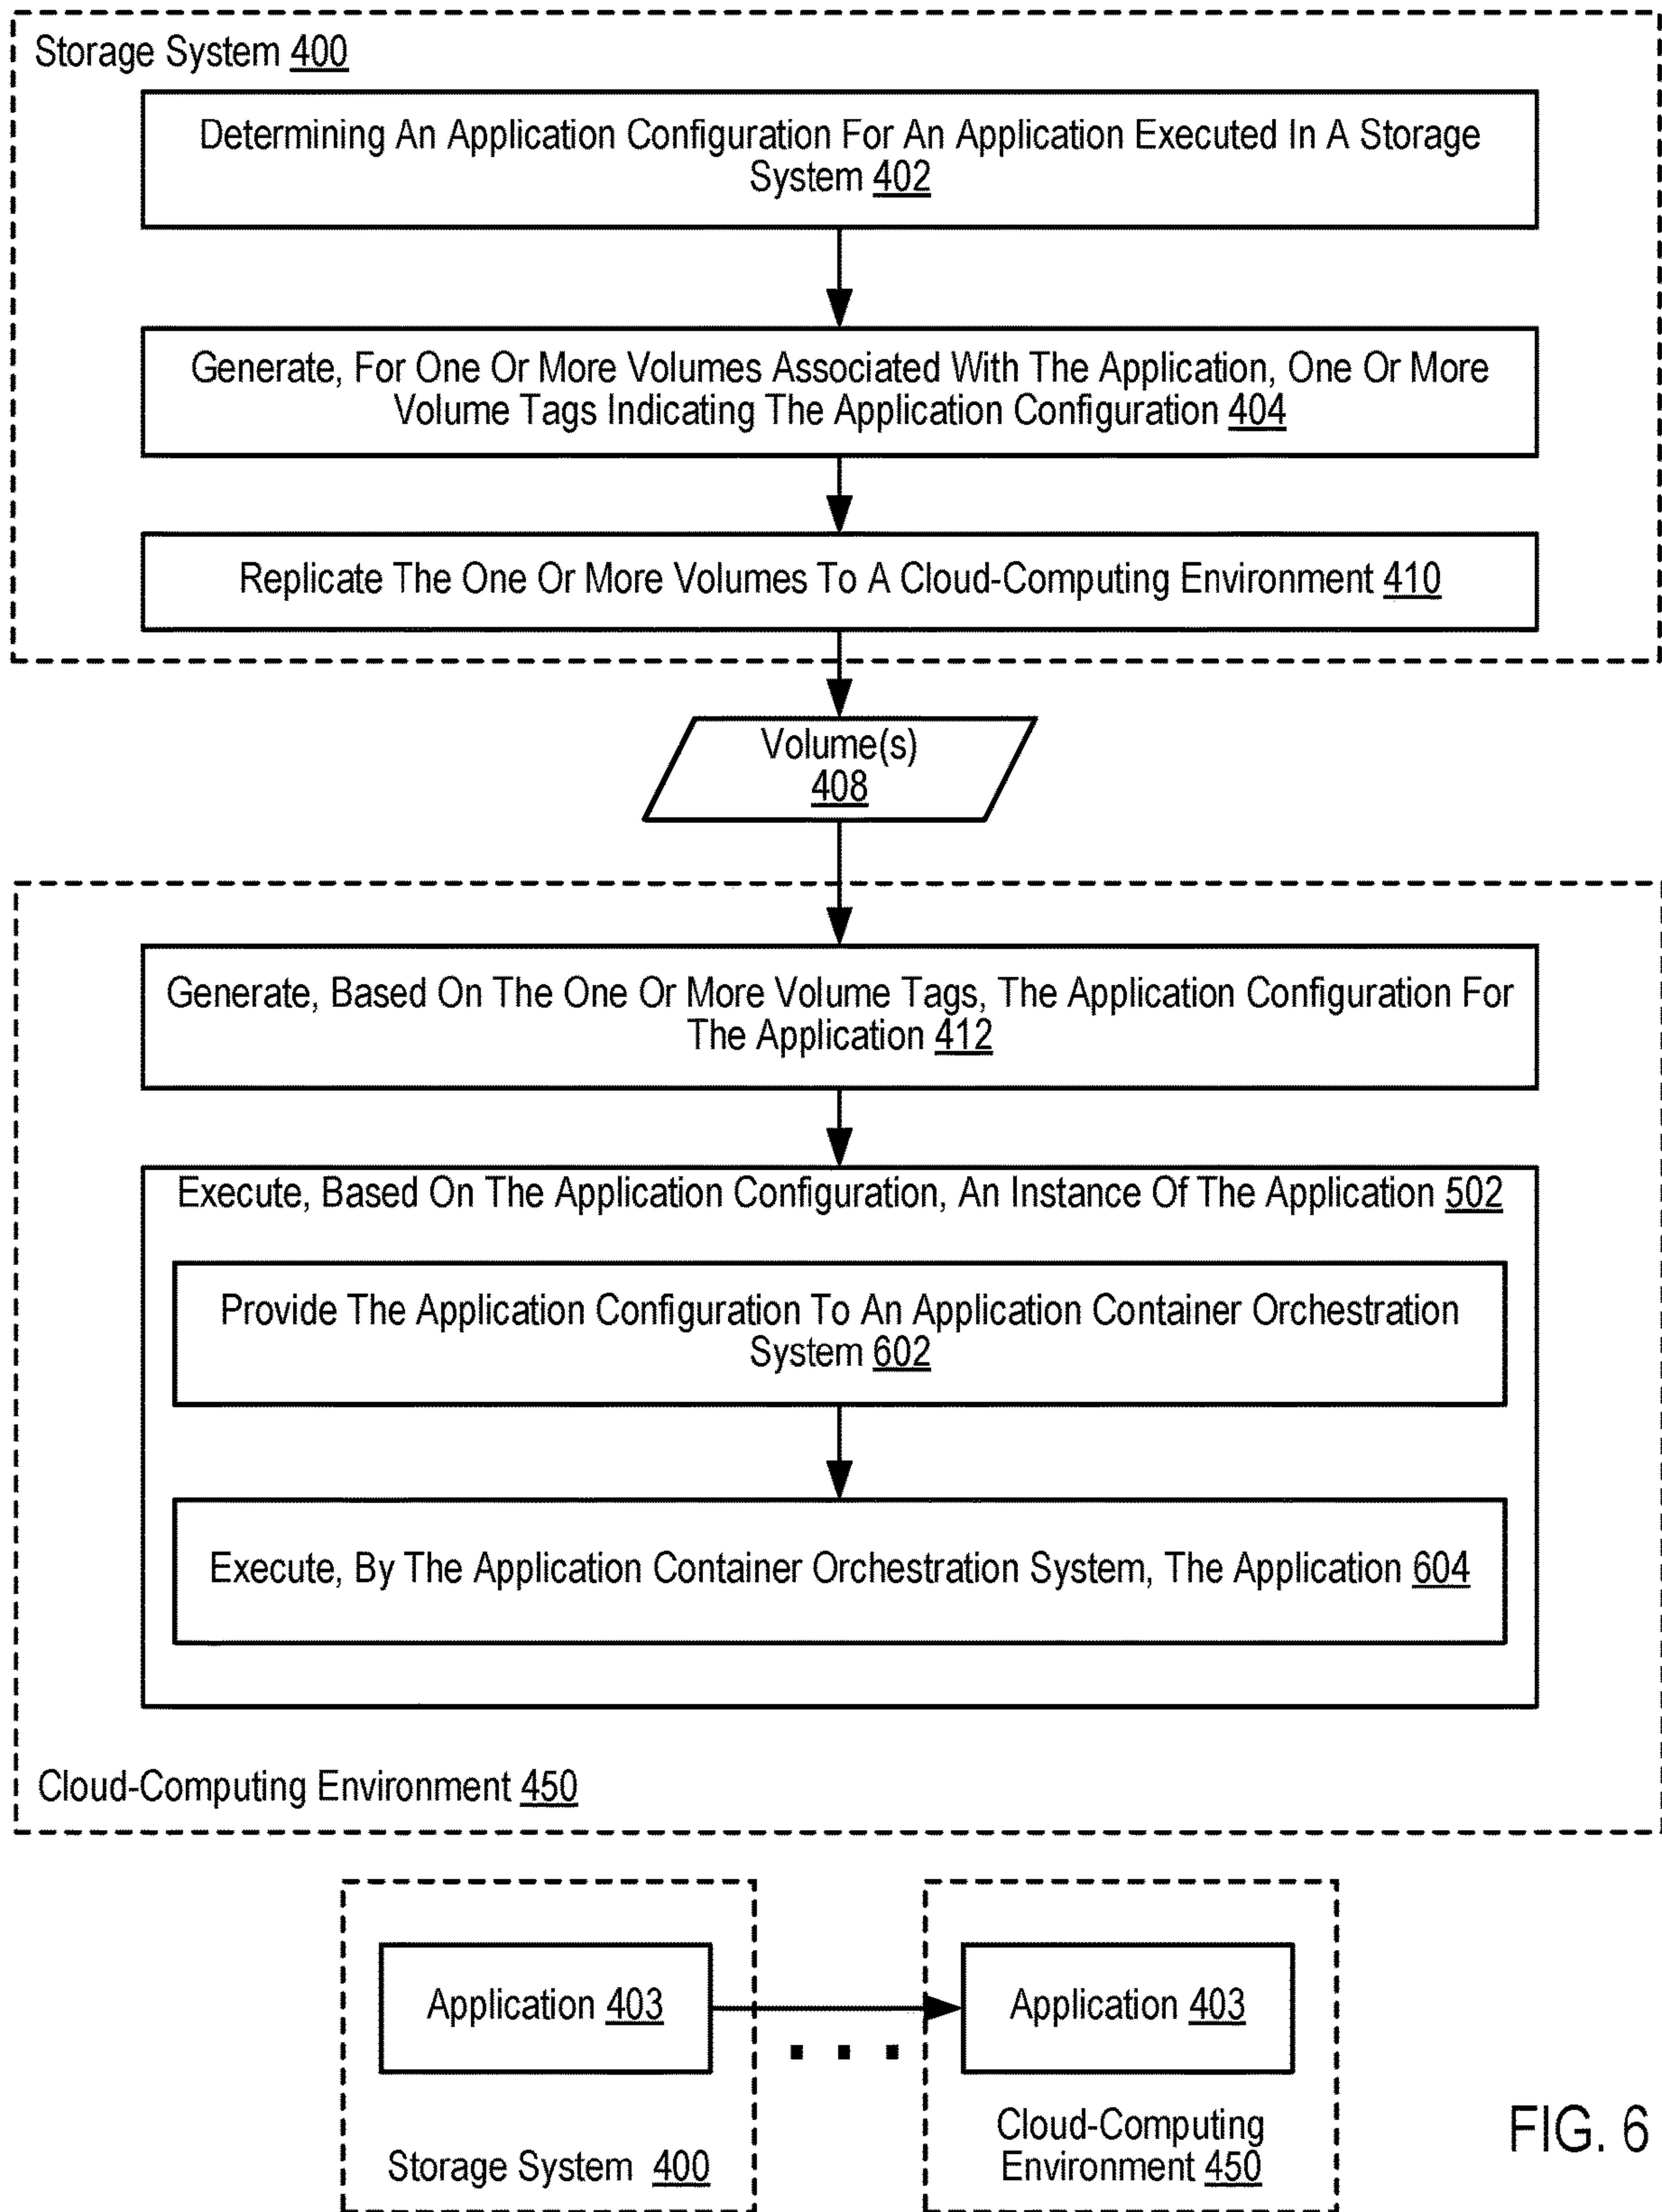 Storage System 400
Determining An Application Configuration For An Application Executed In A Storage
System 402
Generate, For One Or More Volumes Associated With The Application, One Or More
Volume Tags Indicating The Application Configuration 404
Replicate The One Or More Volumes To A Cloud-Computing Environment 410
Volume(s)
408
Generate, Based On The One Or More Volume Tags, The Application Configuration For
The Application 412
Execute, Based On The Application Configuration, An Instance Of The Application 502
Provide The Application Configuration To An Application Container Orchestration
System 602
Execute, By The Application Container Orchestration System, The Application 604
Cloud-Computing Environment 450
Application 403
Storage System 400
Application 403
Cloud-Computing
Environment 450
FIG. 6